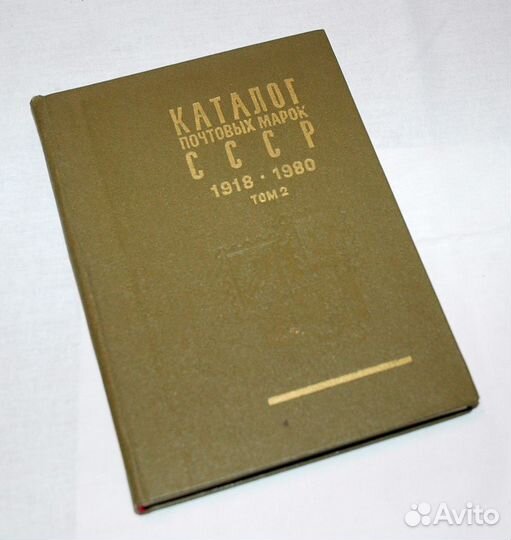 КАТАЛОГ
ПОЧТОВЫХ МАРОК
СССР
1918 · 1980
ТОМ 2
Avito